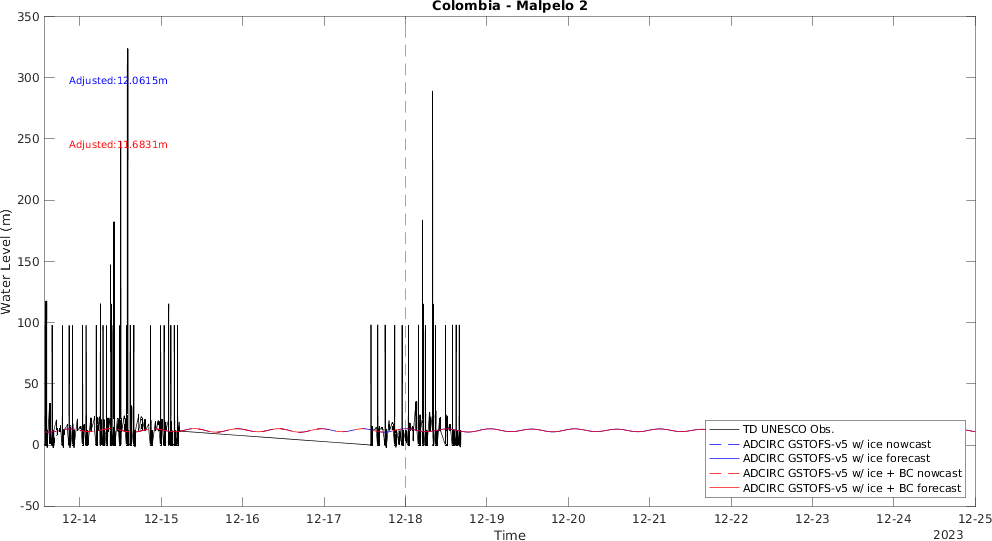 Colombia - Malpelo 2
350
300
250
200
150
100
50
0
-50
Water Level (m)
Adjusted:12.0615m
Adjusted:11.6831m
TD UNESCO Obs.
ADCIRC GSTOFS-v5 w/ ice nowcast
ADCIRC GSTOFS-v5 w/ ice forecast
ADCIRC GSTOFS-v5 w/ ice + BC nowcast
ADCIRC GSTOFS-v5 w/ ice + BC forecast
12-14 12-15 12-16 12-17 12-18 12-19 12-20 12-21 12-22 12-23 12-24 12-25
Time
2023